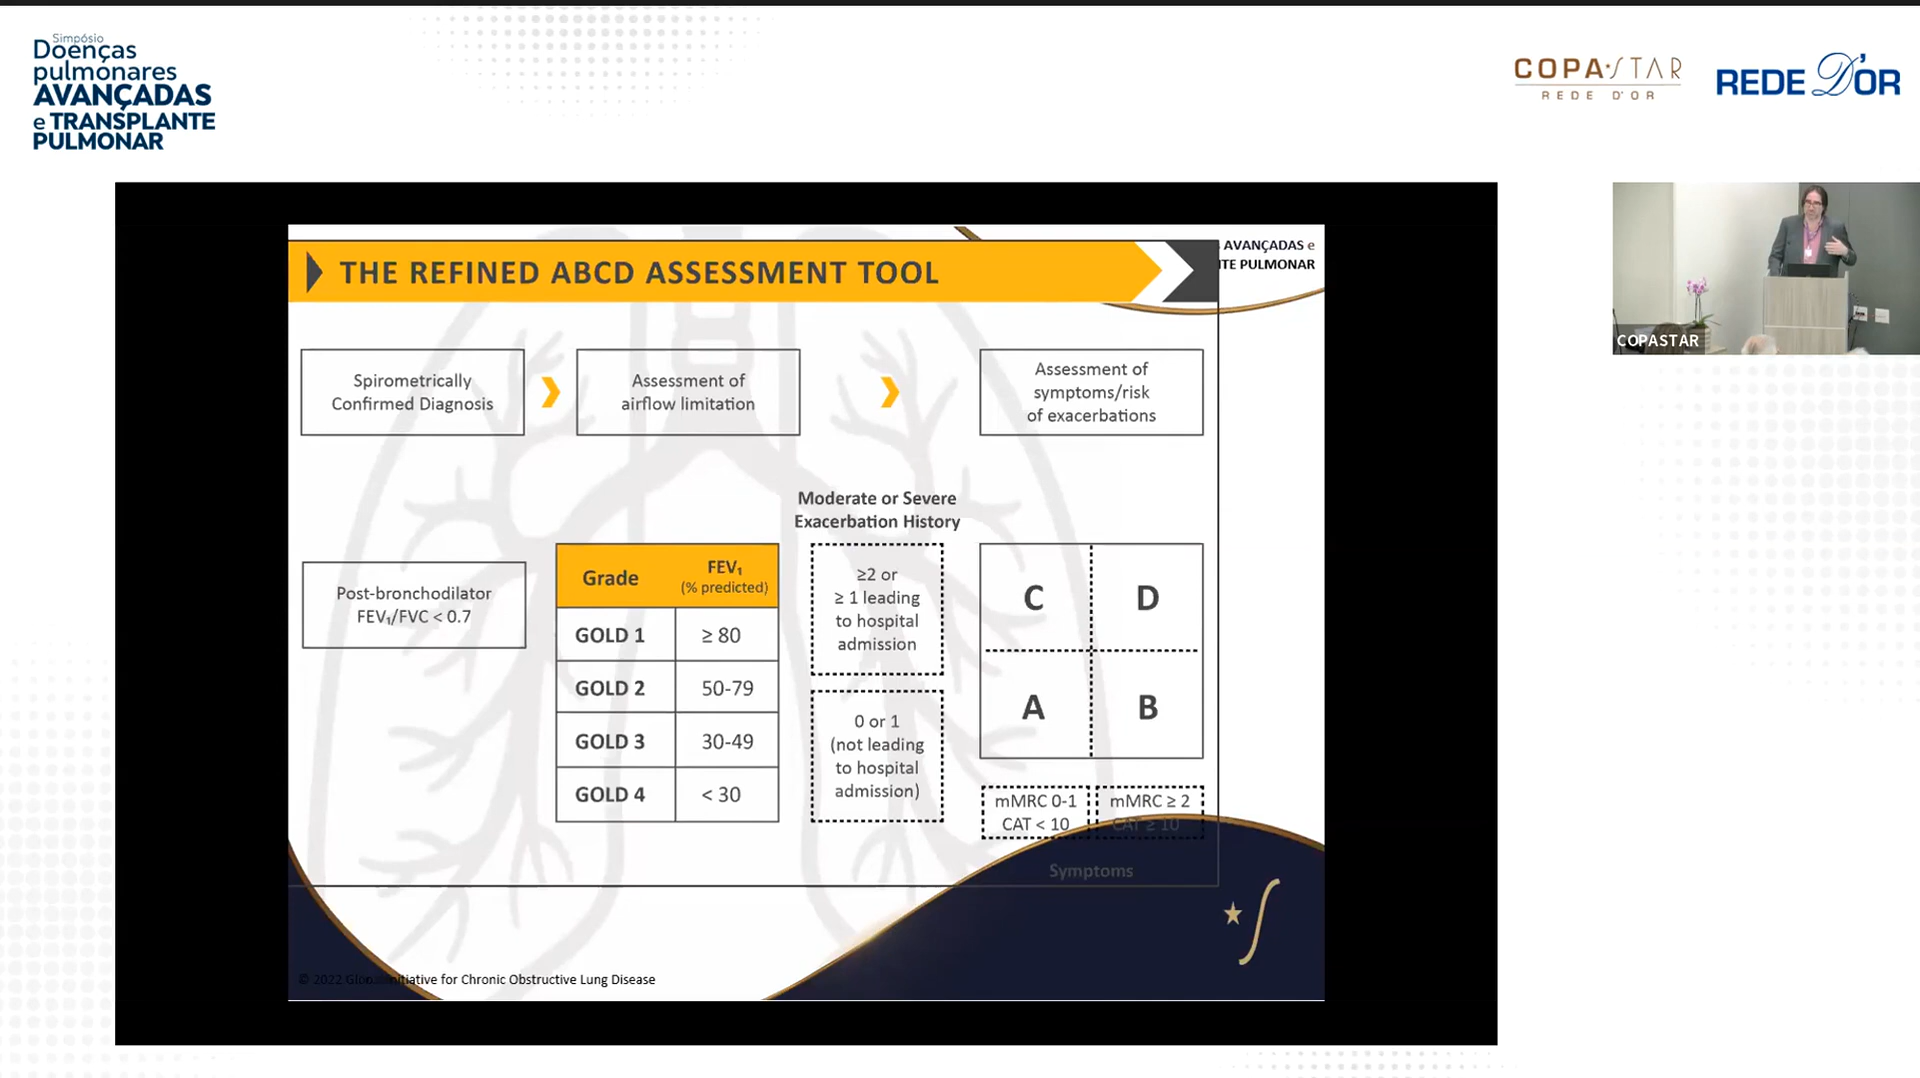 Simpósio
Doenças
pulmonares
AVANÇADAS
e TRANSPLANTE
PULMONAR
COPA STAR
REDE D'OR
REDE D'OR
AVANÇADAS e
TE PULMONAR
THE REFINED ABCD ASSESSMENT TOOL
COPASTAR
Spirometrically
Confirmed Diagnosis
Assessment of
airflow limitation
Assessment of
symptoms/risk
of exacerbations
Moderate or Severe
Exacerbation History
Post-bronchodilator
FEV₁/FVC < 0.7
Grade FEV₁
(% predicted)
GOLD 1 ≥ 80
GOLD 2 50-79
GOLD 3 30-49
GOLD 4 < 30
≥2 or
≥ 1 leading
to hospital
admission
0 or 1
(not leading
to hospital
admission)
C D
A B
mMRC 0-1
CAT < 10
mMRC ≥ 2
CAT ≥ 10
Symptoms
© 2022 Global Initiative for Chronic Obstructive Lung Disease